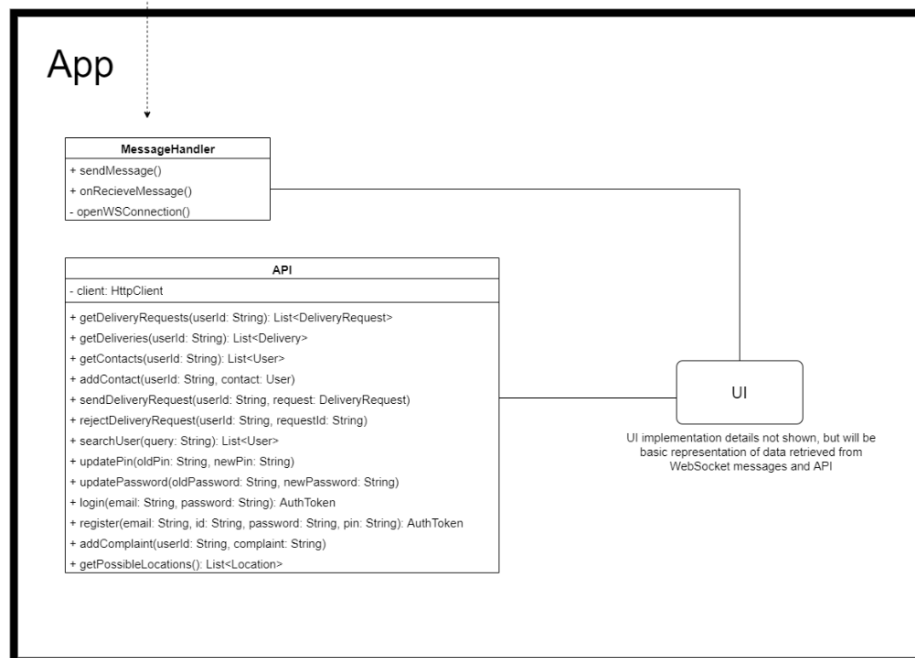 App
MessageHandler
+ sendMessage()
+ onRecieveMessage()
- openWSConnection()
API
- client: HttpClient
+ getDeliveryRequests(userId: String): List<DeliveryRequest>
+ getDeliveries(userId: String): List<Delivery>
+ getContacts(userId: String): List<User>
+ addContact(userId: String, contact: User)
+ sendDeliveryRequest(userId: String, request: DeliveryRequest)
+ rejectDeliveryRequest(userId: String, requestId: String)
+ searchUser(query: String): List<User>
+ updatePin(oldPin: String, newPin: String)
+ updatePassword(oldPassword: String, newPassword: String)
+ login(email: String, password: String): AuthToken
+ register(email: String, id: String, password: String, pin: String): AuthToken
+ addComplaint(userId: String, complaint: String)
+ getPossibleLocations(): List<Location>
UI
UI implementation details not shown, but will be
basic representation of data retrieved from
WebSocket messages and API